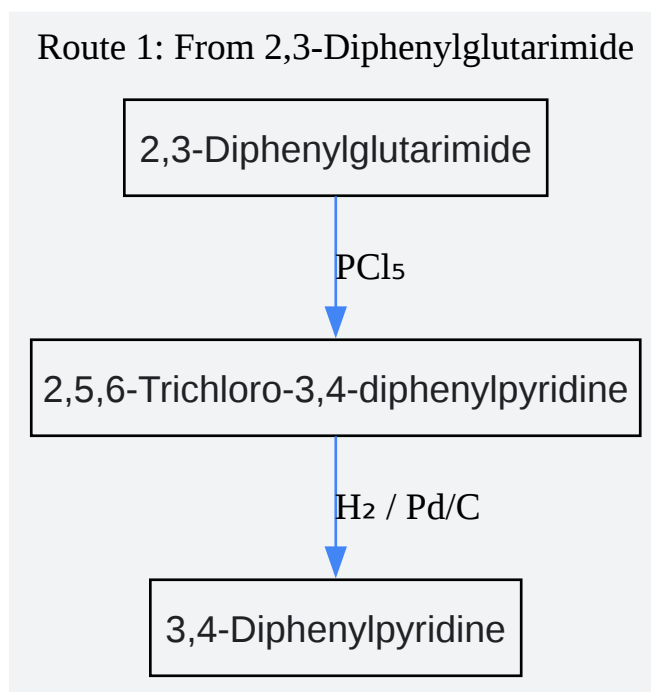 Route 1: From 2,3-Diphenylglutarimide
2,3-Diphenylglutarimide
PCl₅
2,5,6-Trichloro-3,4-diphenylpyridine
H₂ / Pd/C
3,4-Diphenylpyridine